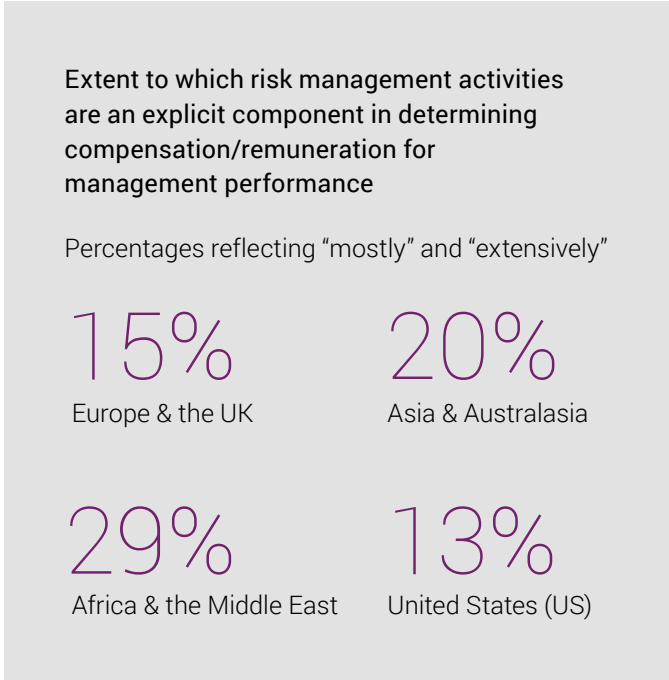 Extent to which risk management activities
are an explicit component in determining
compensation/remuneration for
management performance
Percentages reflecting “mostly” and “extensively”
15%
Europe & the UK
20%
Asia & Australasia
29%
Africa & the Middle East
13%
United States (US)